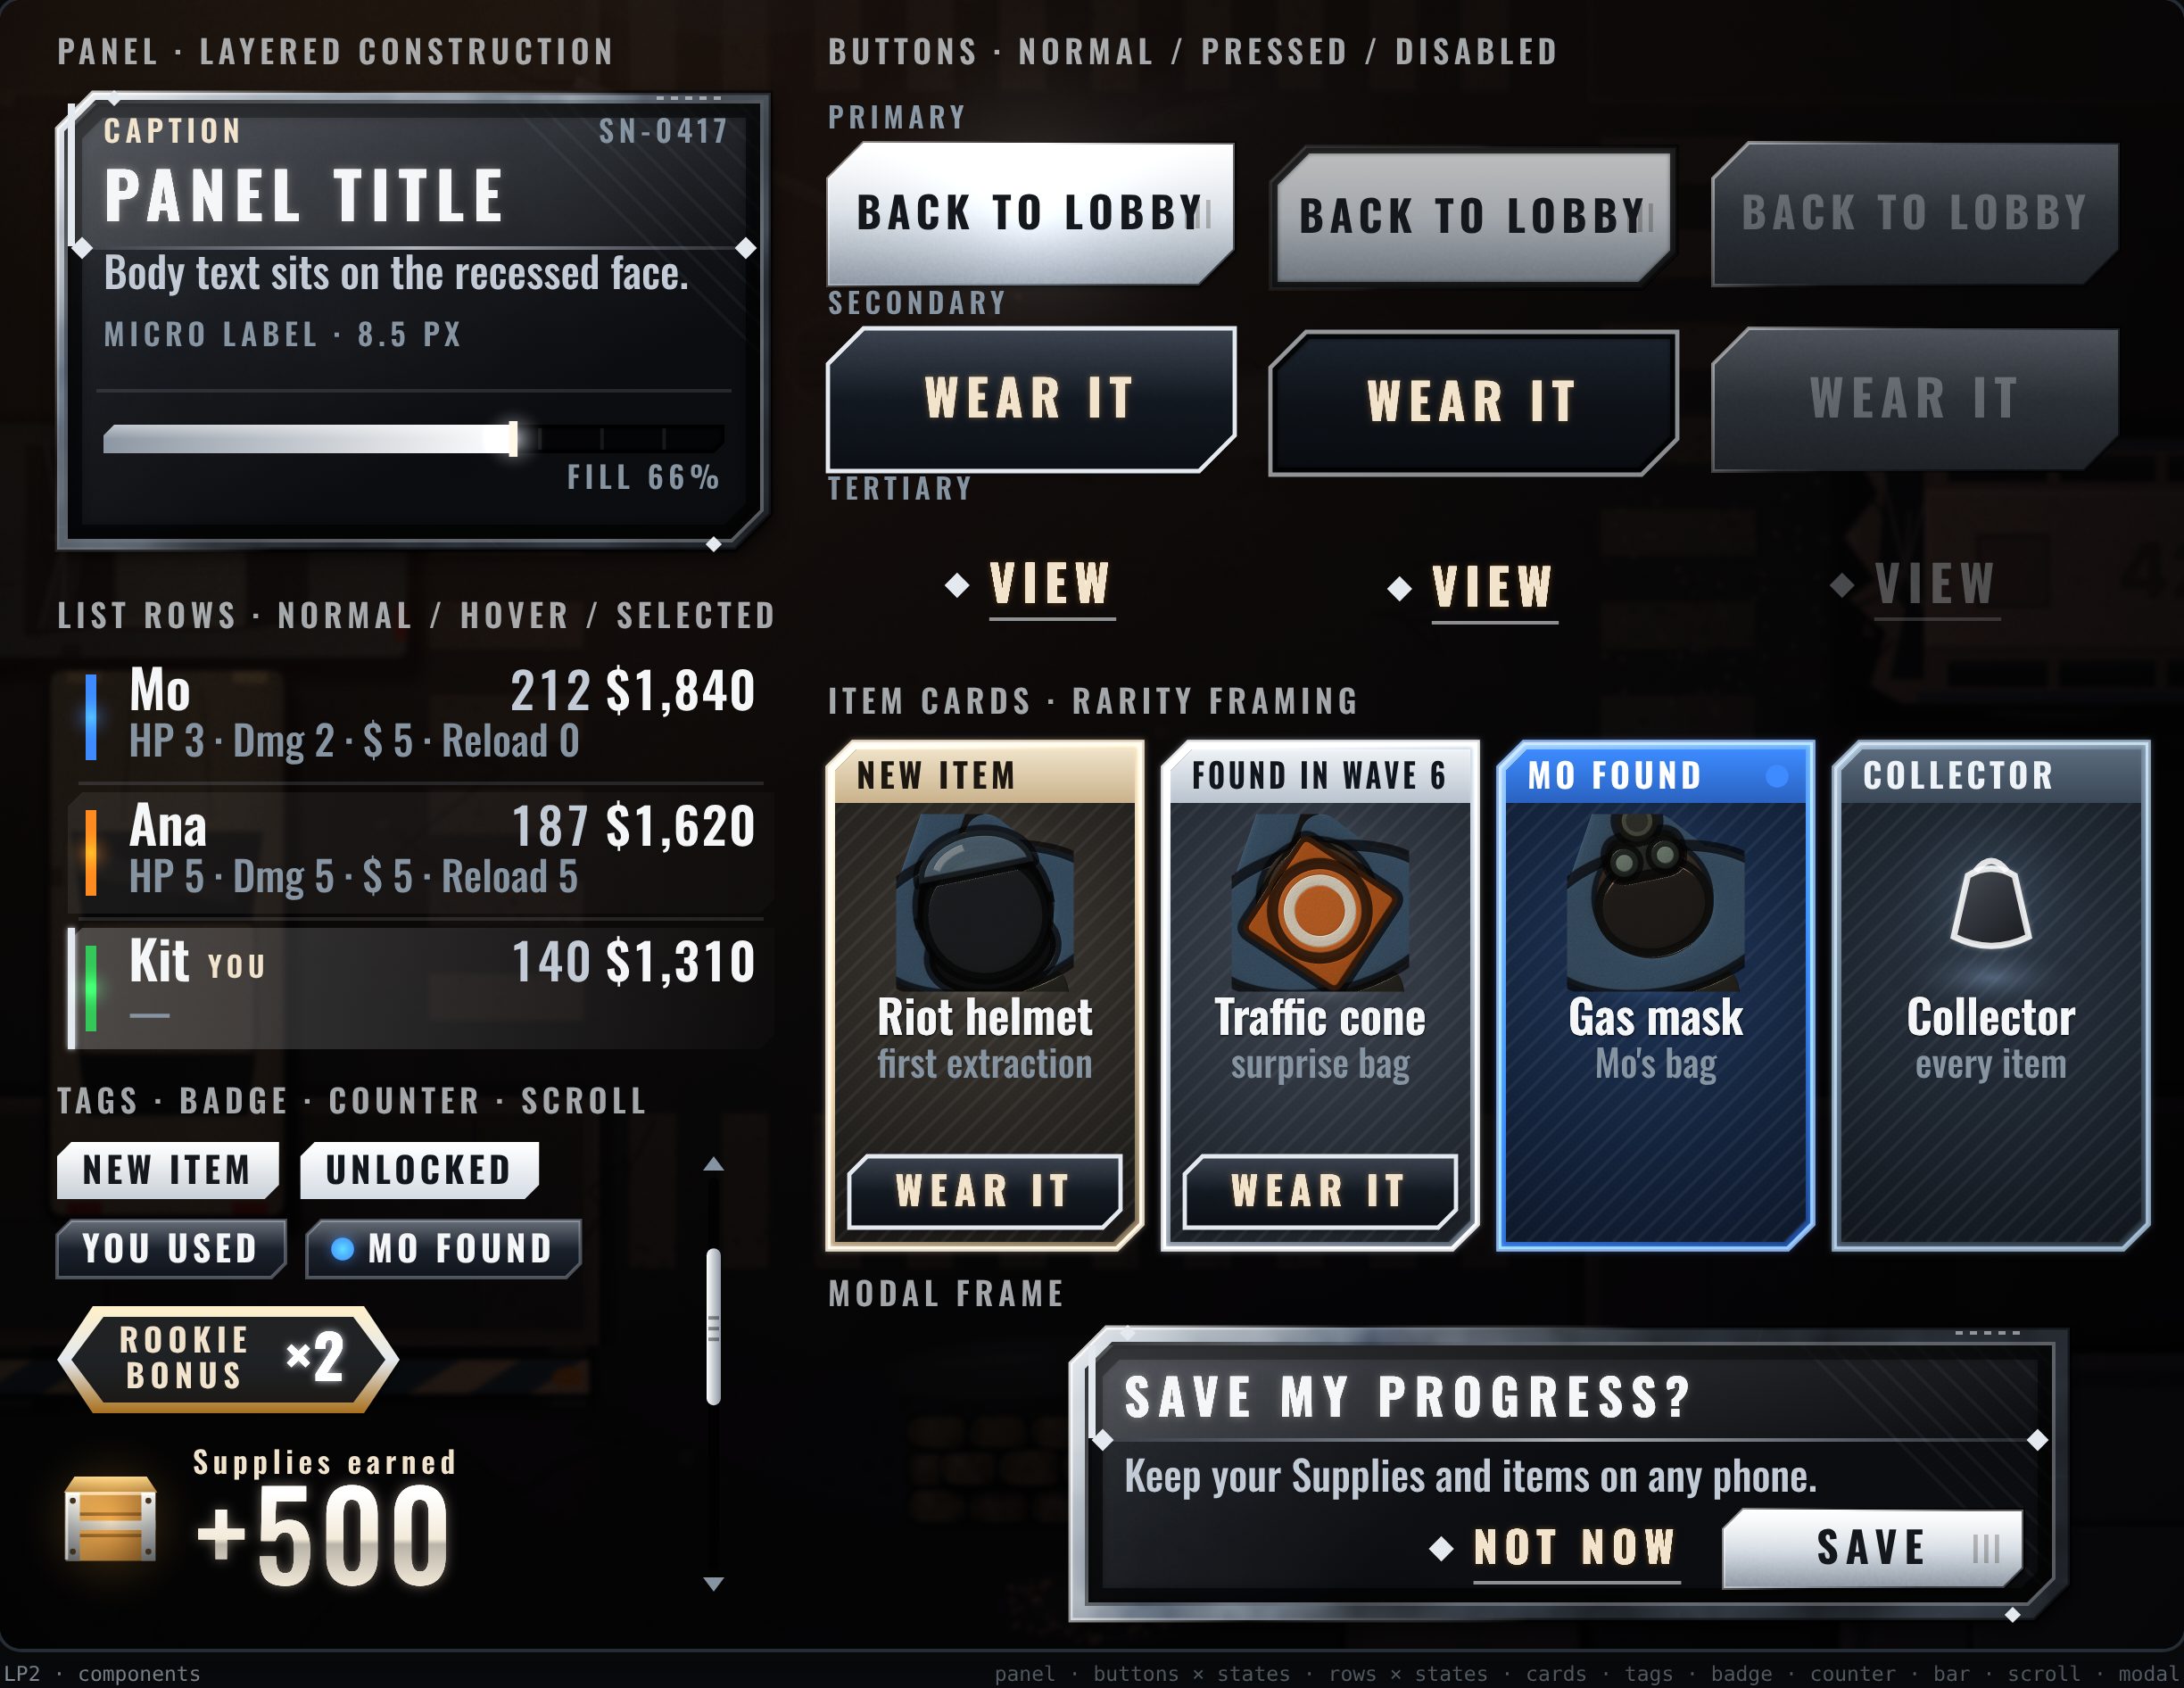 PANEL · LAYERED CONSTRUCTION
CAPTION
SN-0417
PANEL TITLE
Body text sits on the recessed face.
MICRO LABEL · 8.5 PX
FILL 66%
LIST ROWS · NORMAL / HOVER / SELECTED
Mo 212 $1,840
HP 3 · Dmg 2 · $ 5 · Reload 0
Ana 187 $1,620
HP 5 · Dmg 5 · $ 5 · Reload 5
Kit YOU 140 $1,310
—
TAGS · BADGE · COUNTER · SCROLL
NEW ITEM
UNLOCKED
YOU USED
MO FOUND
ROOKIE
BONUS
×2
Supplies earned
+500
BUTTONS · NORMAL / PRESSED / DISABLED
PRIMARY
BACK TO LOBBY
BACK TO LOBBY
BACK TO LOBBY
SECONDARY
WEAR IT
WEAR IT
WEAR IT
TERTIARY
VIEW
VIEW
VIEW
ITEM CARDS · RARITY FRAMING
NEW ITEM
Riot helmet
first extraction
WEAR IT
FOUND IN WAVE 6
Traffic cone
surprise bag
WEAR IT
MO FOUND
Gas mask
Mo's bag
COLLECTOR
Collector
every item
MODAL FRAME
SAVE MY PROGRESS?
Keep your Supplies and items on any phone.
NOT NOW
SAVE
LP2 · components
panel · buttons × states · rows × states · cards · tags · badge · counter · bar · scroll · modal